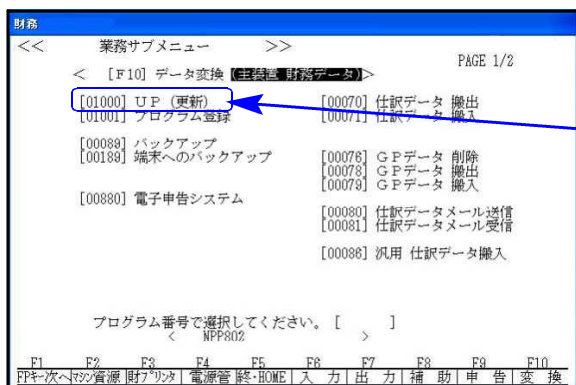 財務
<< 業務サブメニュー >>
PAGE 1/2
< [F10] データ変換 (主装置 財務データ)>
[01000] UP (更新) [00070] 仕訳データ 搬出
[01001] プログラム登録 [00071] 仕訳データ 搬入
[00089] バックアップ
[00189] 端末へのバックアップ [00076] GPデータ 削除
[00078] GPデータ 搬出
[00079] GPデータ 搬入
[00880] 電子申告システム
[00080] 仕訳データメール送信
[00081] 仕訳データメール受信
[00086] 汎用 仕訳データ搬入
プログラム番号で選択してください。 [ ]
< NPP802 >
F1 F2 F3 F4 F5 F6 F7 F8 F9 F10
FPキー次へ マシン資源 財プリンタ 電源管 終・HOME 入 力 出 力 補 助 申 告 変 換